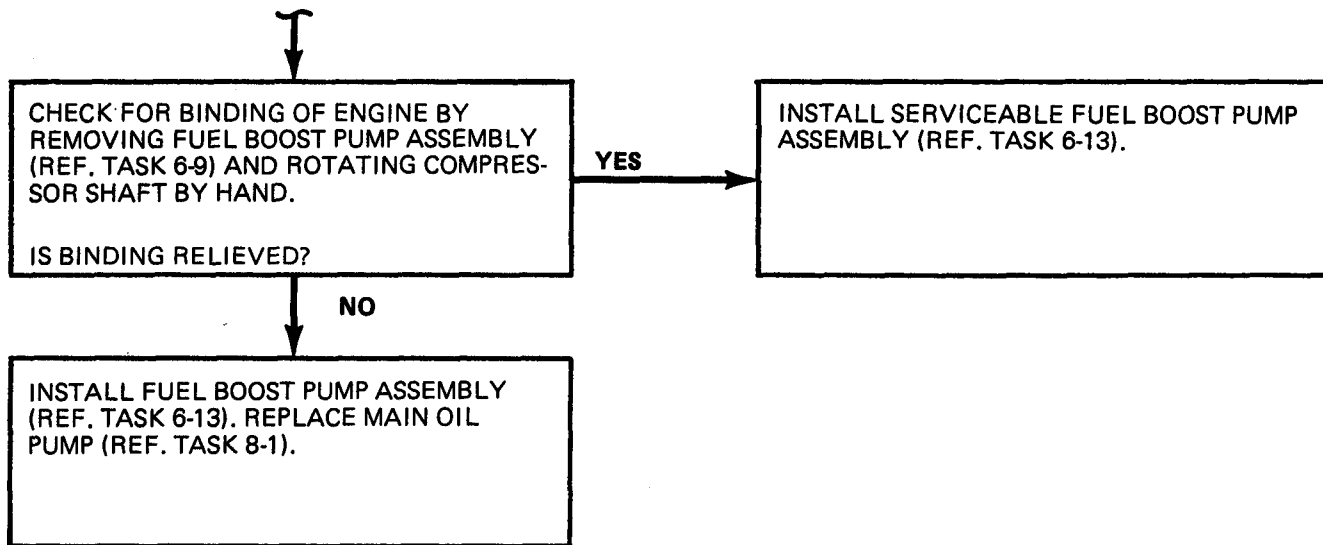 CHECK FOR BINDING OF ENGINE BY
REMOVING FUEL BOOST PUMP ASSEMBLY
(REF. TASK 6-9) AND ROTATING COMPRES-
SOR SHAFT BY HAND.
IS BINDING RELIEVED?
YES
INSTALL SERVICEABLE FUEL BOOST PUMP
ASSEMBLY (REF. TASK 6-13).
NO
INSTALL FUEL BOOST PUMP ASSEMBLY
(REF. TASK 6-13). REPLACE MAIN OIL
PUMP (REF. TASK 8-1).